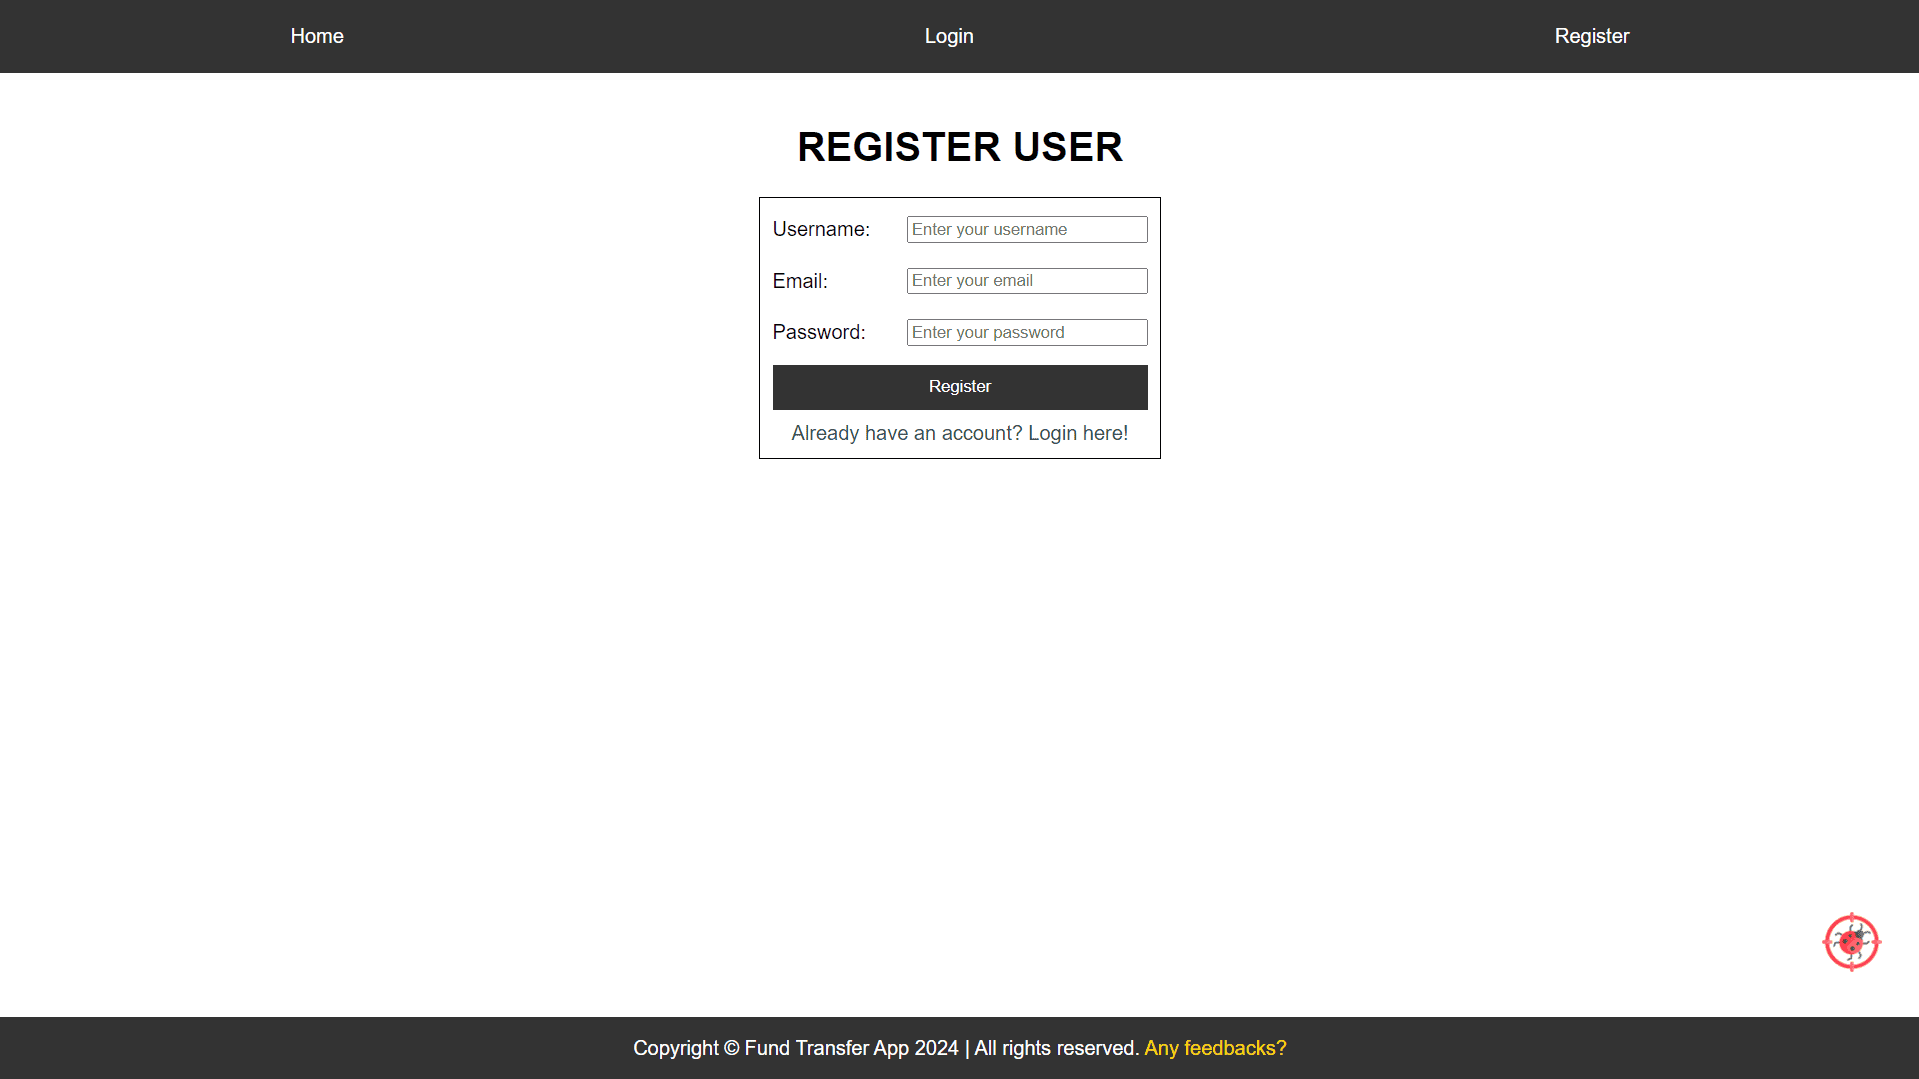 Home Login Register
REGISTER USER
Username: Enter your username
Email: Enter your email
Password: Enter your password
Register
Already have an account? Login here!
Copyright © Fund Transfer App 2024 | All rights reserved. Any feedbacks?